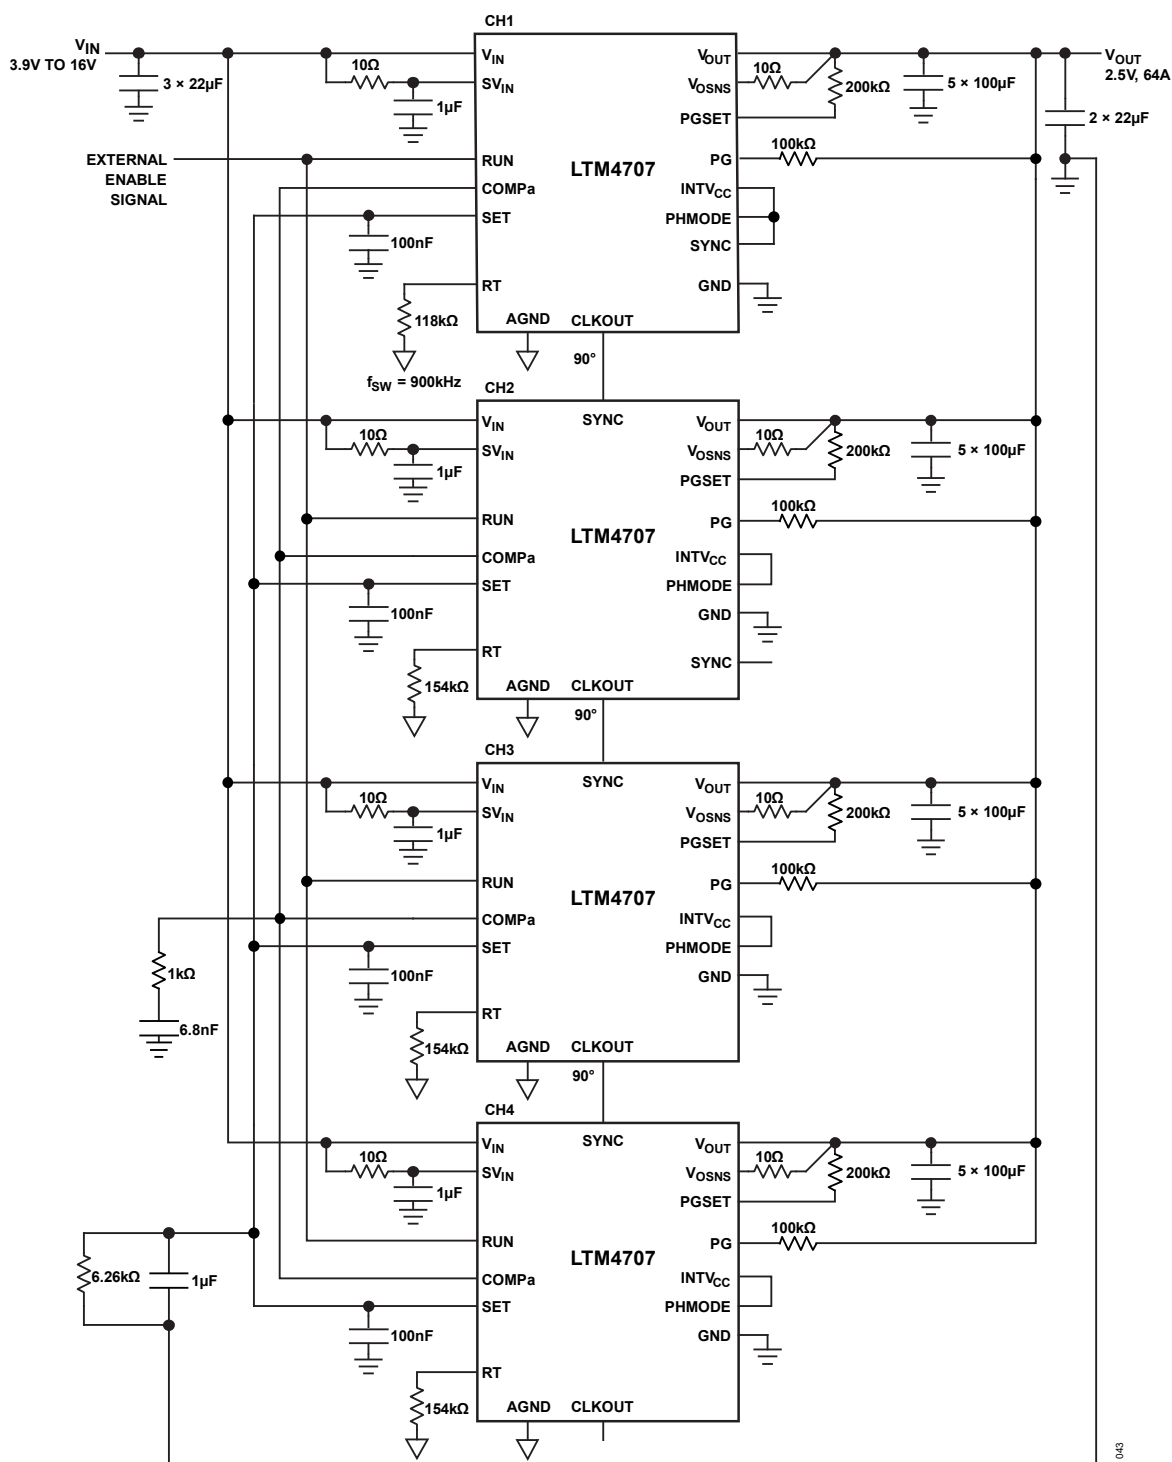 CH1
VIN
3.9V TO 16V
3 × 22µF
10Ω
1µF
VIN
SVIN
EXTERNAL
ENABLE
SIGNAL
RUN
COMPa
SET
100nF
RT
118kΩ
fSW = 900kHz
AGND
CLKOUT
90°
LTM4707
VOUT
VOSNS
PGSET
PG
INTVCC
PHMODE
SYNC
GND
10Ω
200kΩ
100kΩ
5 × 100µF
VOUT
2.5V, 64A
2 × 22µF
CH2
SYNC
10Ω
1µF
VIN
SVIN
RUN
COMPa
SET
100nF
RT
154kΩ
AGND
CLKOUT
90°
LTM4707
VOUT
VOSNS
PGSET
PG
INTVCC
PHMODE
GND
SYNC
10Ω
200kΩ
100kΩ
5 × 100µF
CH3
SYNC
10Ω
1µF
VIN
SVIN
RUN
COMPa
SET
1kΩ
6.8nF
100nF
RT
154kΩ
AGND
CLKOUT
90°
LTM4707
VOUT
VOSNS
PGSET
PG
INTVCC
PHMODE
GND
10Ω
200kΩ
100kΩ
5 × 100µF
CH4
SYNC
10Ω
1µF
VIN
SVIN
RUN
COMPa
SET
6.26kΩ
1µF
100nF
RT
154kΩ
AGND
CLKOUT
LTM4707
VOUT
VOSNS
PGSET
PG
INTVCC
PHMODE
GND
10Ω
200kΩ
100kΩ
5 × 100µF
043